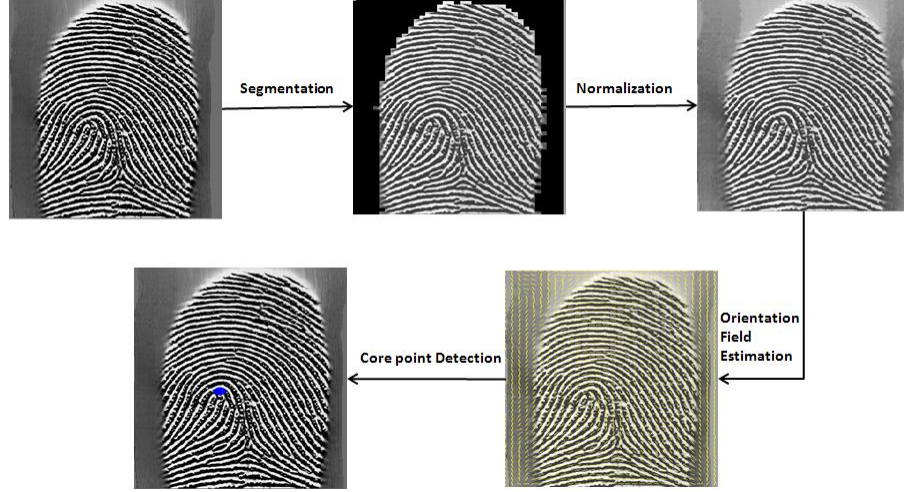 Segmentation
Normalization
Orientation
Field
Estimation
Core point Detection